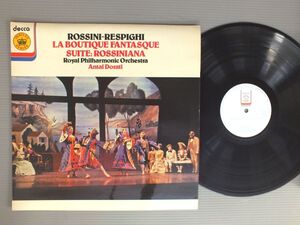 decca
ROSSINI-RESPIGHI
LA BOUTIQUE FANTASQUE
SUITE: ROSSINIANA
Royal Philharmonic Orchestra
Antal Dorati